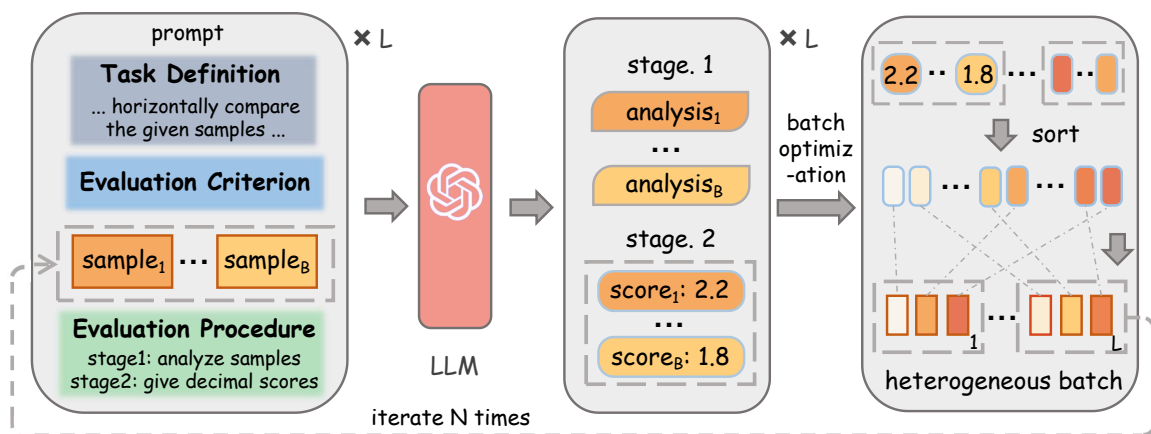 prompt
× L
Task Definition
... horizontally compare
the given samples ...
Evaluation Criterion
sample1 ... sampleB
Evaluation Procedure
stage1: analyze samples
stage2: give decimal scores
LLM
iterate N times
× L
stage. 1
analysis1
...
analysisB
stage. 2
score1: 2.2
...
scoreB: 1.8
batch
optimiz
-ation
2.2 .. 1.8 ... ..
sort
... ...
1 ... L
heterogeneous batch